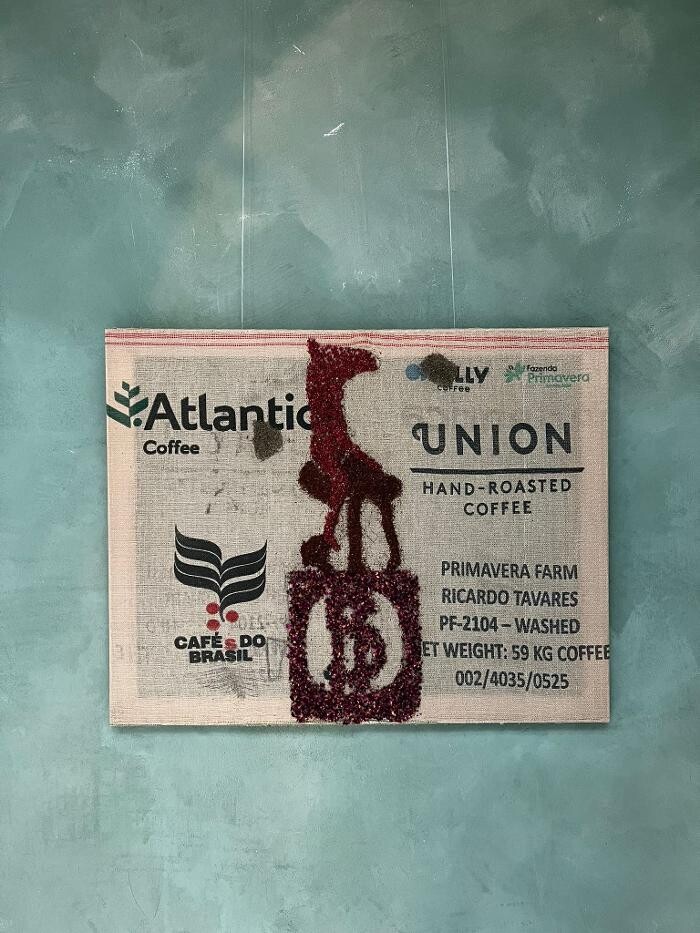 Atlantic
Coffee
CAFÉS DO
BRASIL
coffee
Fazenda
Primavera
UNION
HAND-ROASTED
COFFEE
PRIMAVERA FARM
RICARDO TAVARES
PF-2104 – WASHED
ET WEIGHT: 59 KG COFFEE
002/4035/0525